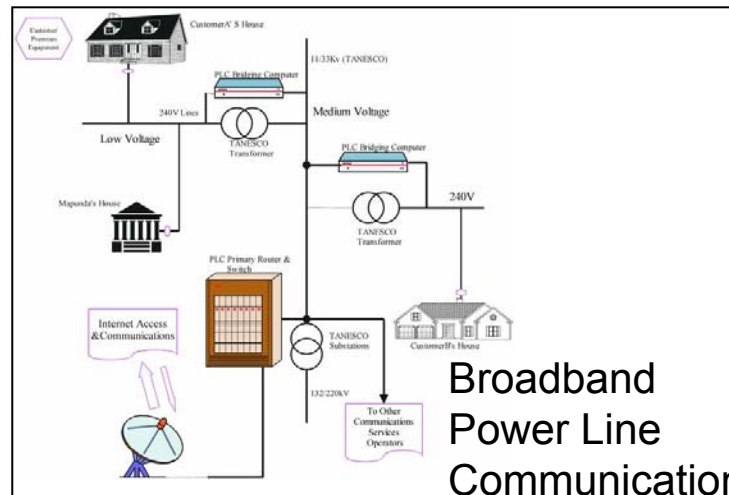 Customer
Premises
Equipment
CustomerA' S House
PLC Bridging Computer
11/33Kv (TANESCO)
240V Lines
Medium Voltage
Low Voltage
TANESCO
Transformer
PLC Bridging Computer
Mapunda's House
240V
TANESCO
Transformer
PLC Primary Router &
Switch
Internet Access
&Communications
TANESCO
Substations
CustomerB's House
132/220kV
To Other
Communications
Services
Operators
Broadband
Power Line
Communication